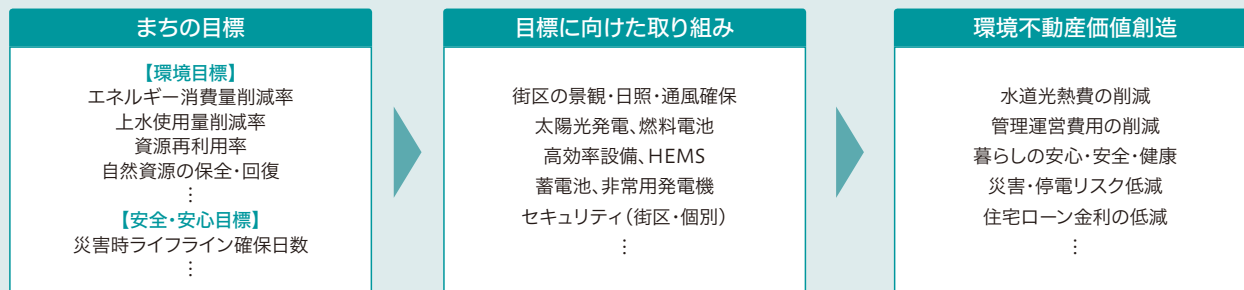 まちの目標
【環境目標】
エネルギー消費量削減率
上水使用量削減率
資源再利用率
自然資源の保全・回復
⋮
【安全・安心目標】
災害時ライフライン確保日数
⋮
目標に向けた取り組み
街区の景観・日照・通風確保
太陽光発電、燃料電池
高効率設備、HEMS
蓄電池、非常用発電機
セキュリティ（街区・個別）
⋮
環境不動産価値創造
水道光熱費の削減
管理運営費用の削減
暮らしの安心・安全・健康
災害・停電リスク低減
住宅ローン金利の低減
⋮